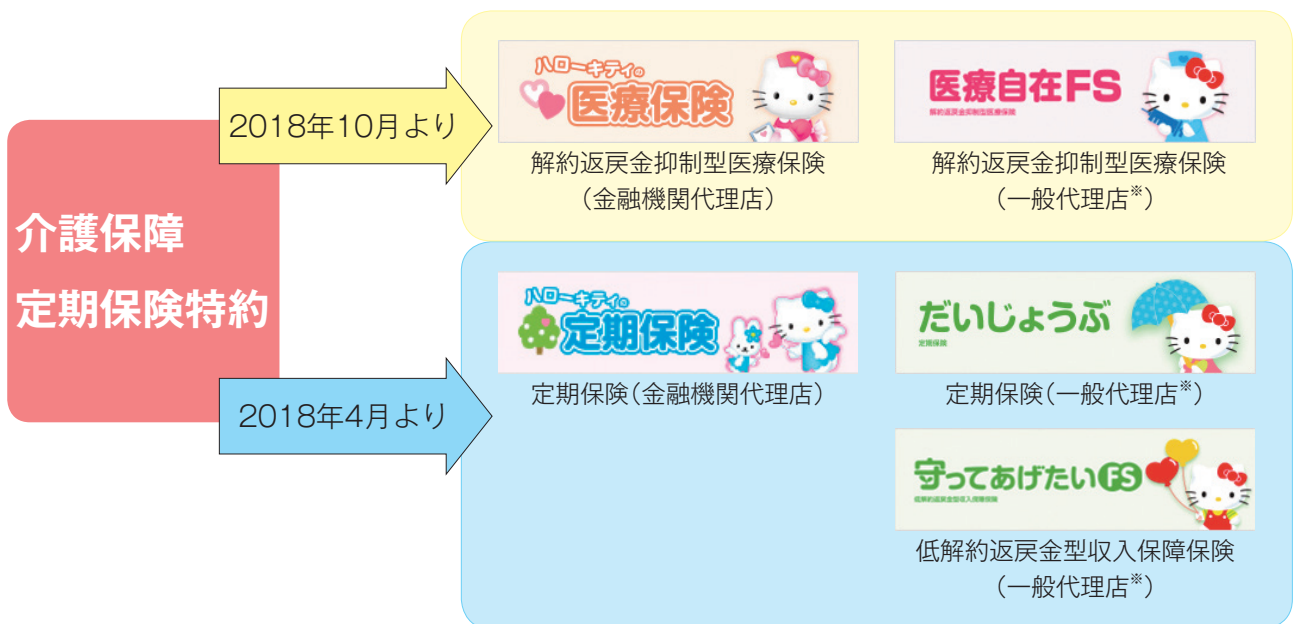 介護保障
定期保険特約
2018年10月より
ハローキティの
医療保険
解約返戻金抑制型医療保険
（金融機関代理店）
医療自在FS
解約返戻金抑制型医療保険
解約返戻金抑制型医療保険
（一般代理店※）
2018年4月より
ハローキティの
定期保険
定期保険（金融機関代理店）
だいじょうぶ
定期保険
定期保険（一般代理店※）
守ってあげたいFS
低解約返戻金型収入保障保険
低解約返戻金型収入保障保険
（一般代理店※）